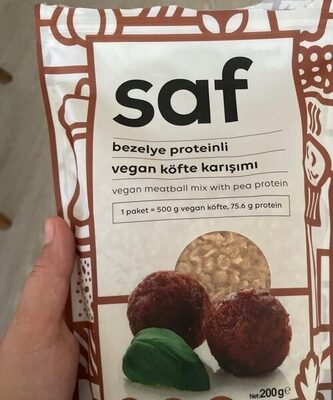 saf
bezelye proteinli
vegan köfte karışımı
vegan meatball mix with pea protein
1 paket = 500 g vegan köfte, 75.6 g protein
Net: 200g e